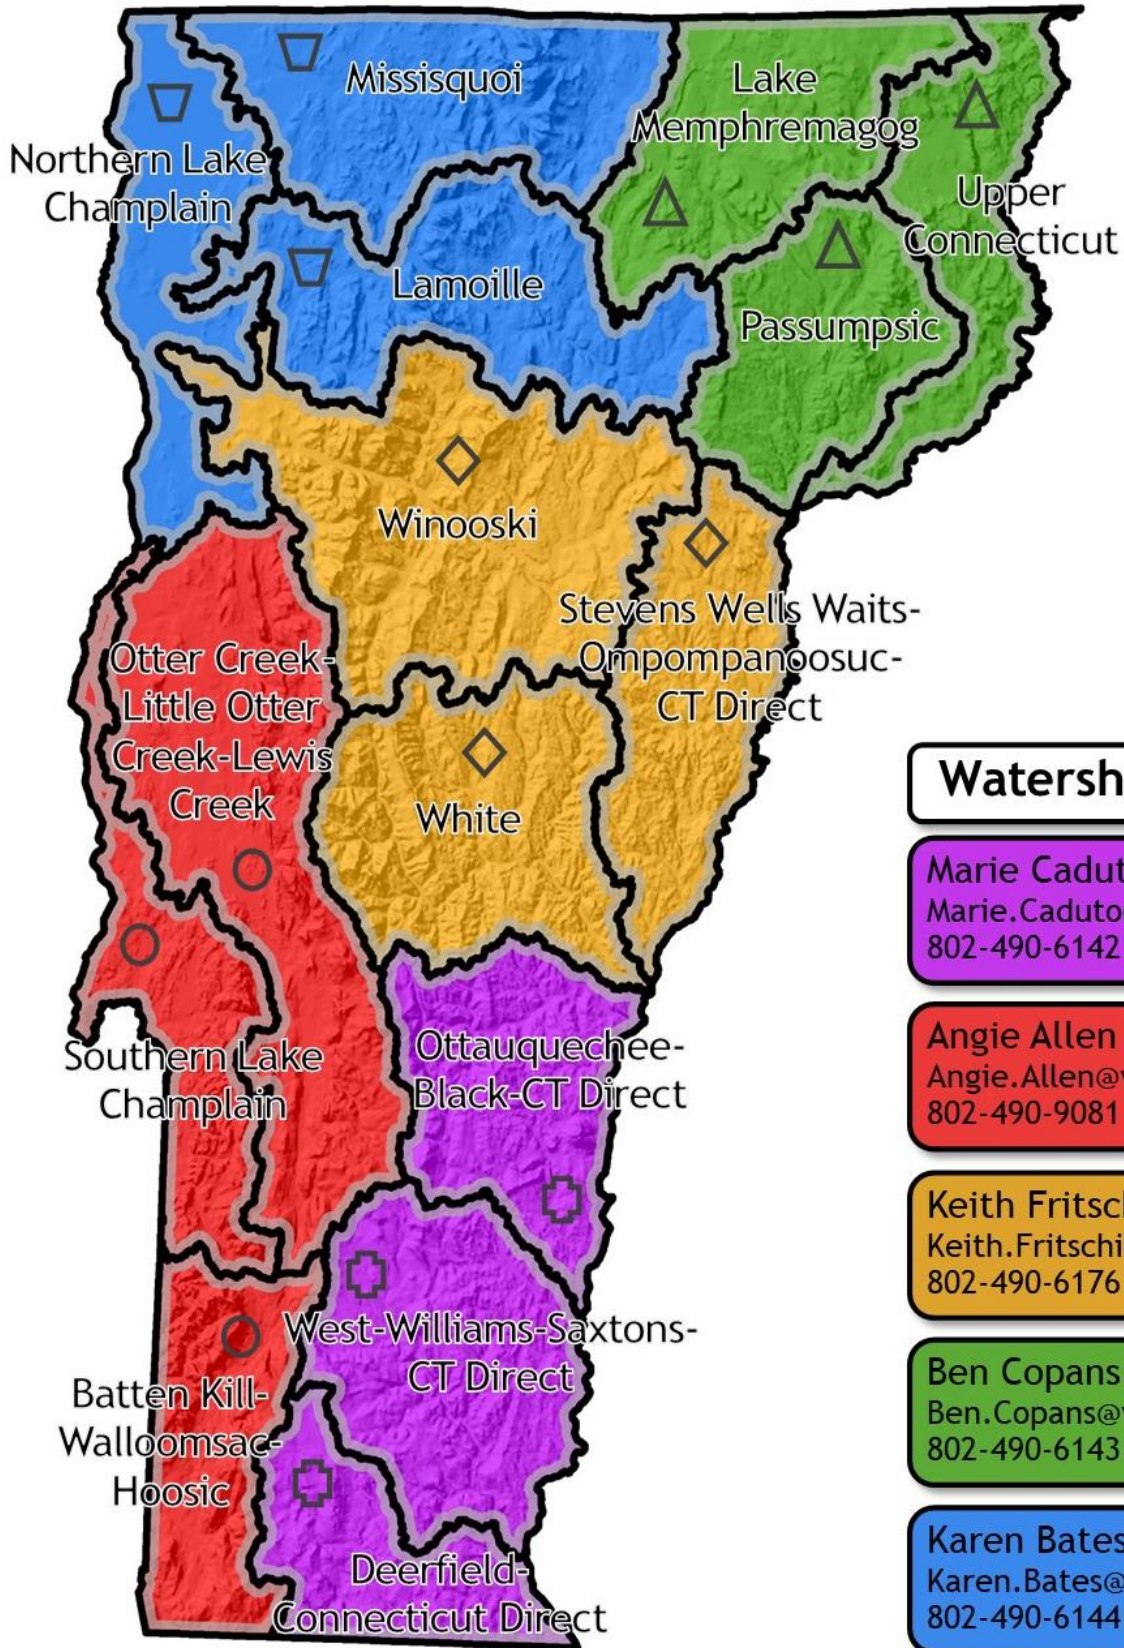 Missisquoi
Lake
Memphremagog
Northern Lake
Champlain
Upper
Connecticut
Lamoille
Passumpsic
Winooski
Stevens Wells Waits-
Ompompanoosuc-
CT Direct
Otter Creek-
Little Otter
Creek-Lewis
Creek
White
Southern Lake
Champlain
Ottauquechee-
Black-CT Direct
West-Williams-Saxtons-
CT Direct
Batten Kill-
Walloomsac-
Hoosic
Deerfield-
Connecticut Direct
Watersh
Marie Cadut
Marie.Caduto
802-490-6142
Angie Allen
Angie.Allen@v
802-490-9081
Keith Fritsch
Keith.Fritschi
802-490-6176
Ben Copans
Ben.Copans@v
802-490-6143
Karen Bates
Karen.Bates@
802-490-6144